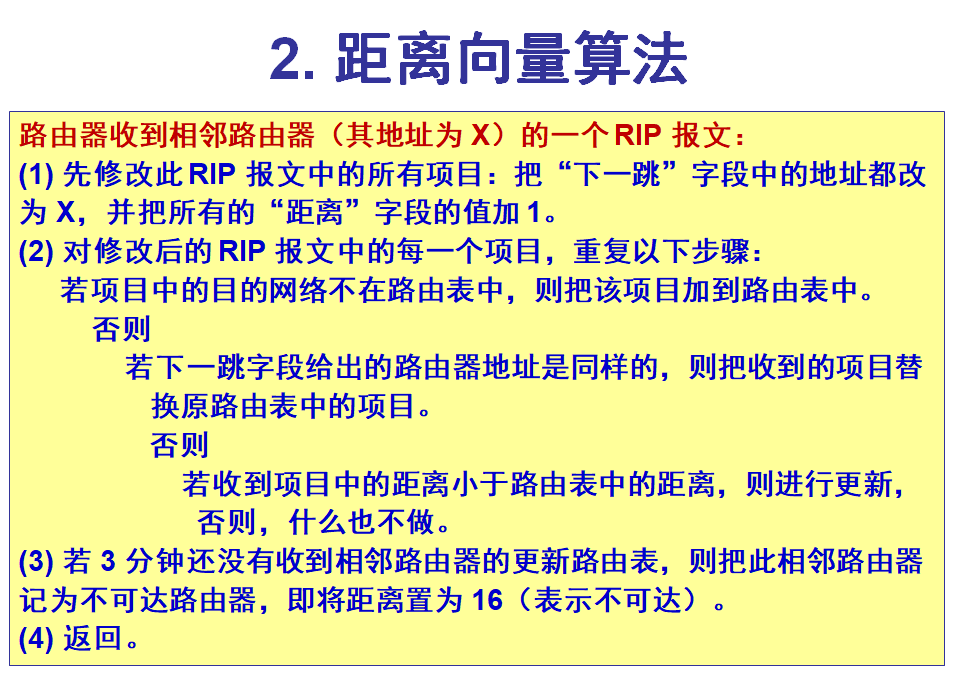 2. 距离向量算法
路由器收到相邻路由器（其地址为 X）的一个 RIP 报文：
(1) 先修改此 RIP 报文中的所有项目：把“下一跳”字段中的地址都改
为 X，并把所有的“距离”字段的值加 1。
(2) 对修改后的 RIP 报文中的每一个项目，重复以下步骤：
若项目中的目的网络不在路由表中，则把该项目加到路由表中。
否则
若下一跳字段给出的路由器地址是同样的，则把收到的项目替
换原路由表中的项目。
否则
若收到项目中的距离小于路由表中的距离，则进行更新，
否则，什么也不做。
(3) 若 3 分钟还没有收到相邻路由器的更新路由表，则把此相邻路由器
记为不可达路由器，即将距离置为 16（表示不可达）。
(4) 返回。